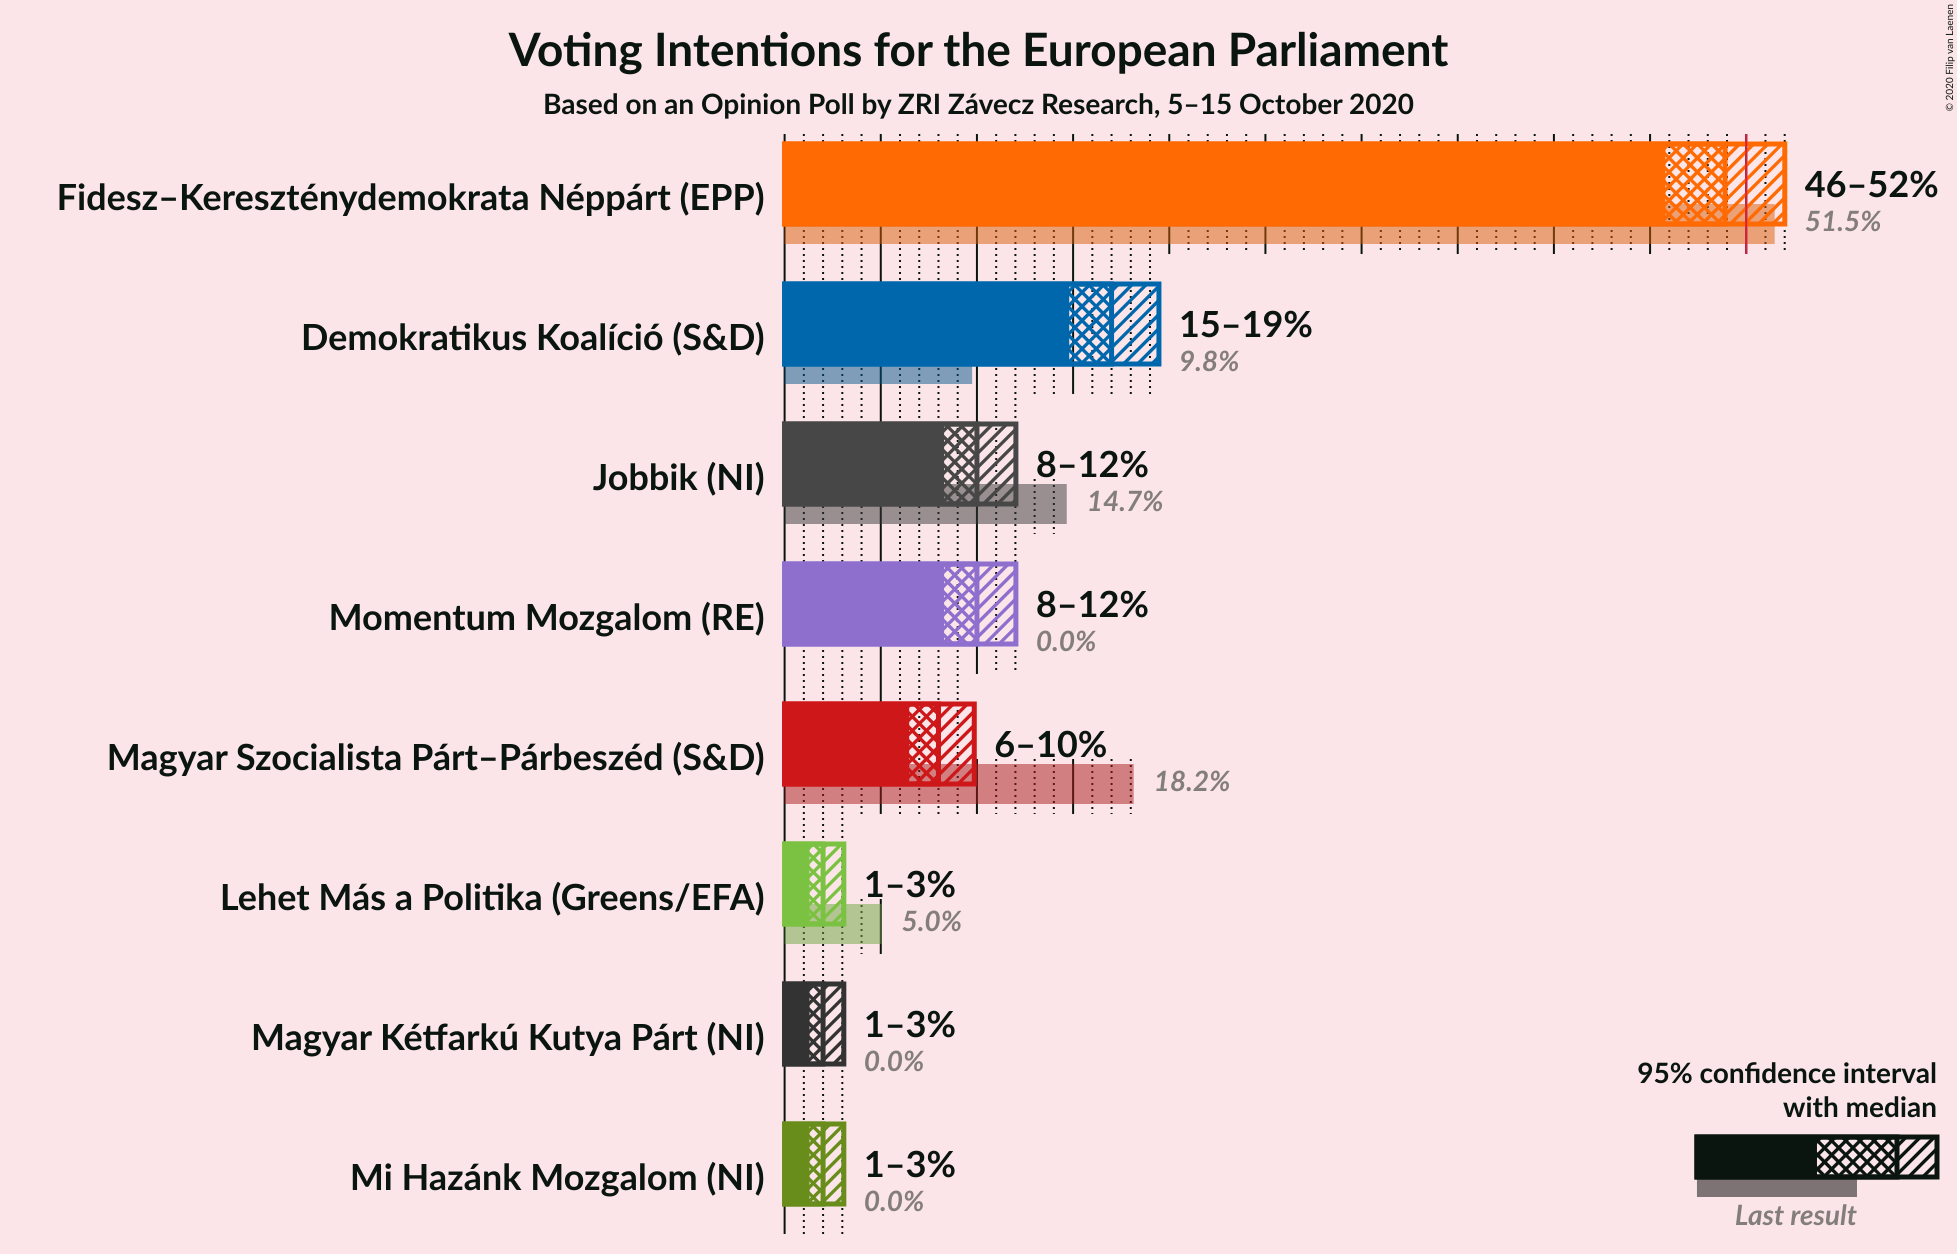 Voting Intentions for the European Parliament
Based on an Opinion Poll by ZRI Závecz Research, 5–15 October 2020
© 2020 Filip van Laenen
Fidesz–Kereszténydemokrata Néppárt (EPP)
46–52%
51.5%
Demokratikus Koalíció (S&D)
15–19%
9.8%
Jobbik (NI)
8–12%
14.7%
Momentum Mozgalom (RE)
8–12%
0.0%
Magyar Szocialista Párt–Párbeszéd (S&D)
6–10%
18.2%
Lehet Más a Politika (Greens/EFA)
1–3%
5.0%
Magyar Kétfarkú Kutya Párt (NI)
1–3%
0.0%
Mi Hazánk Mozgalom (NI)
1–3%
0.0%
95% confidence interval
with median
Last result